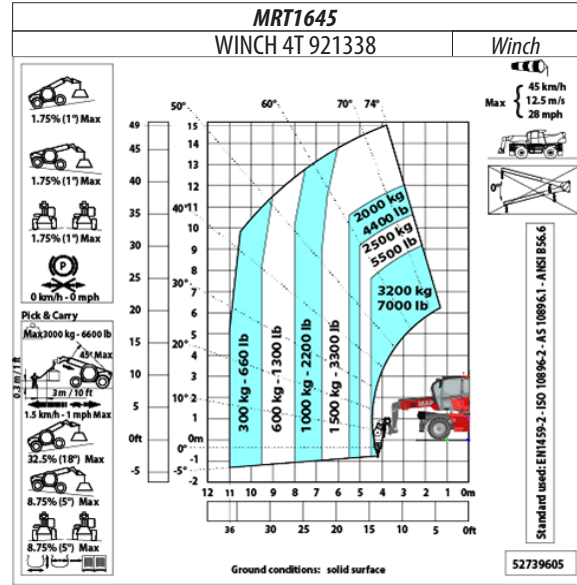 MRT1645
WINCH 4T 921338
Winch
1.75% (1°) Max
1.75% (1°) Max
1.75% (1°) Max
P
0 km/h - 0 mph
Pick & Carry
Max3000 kg - 6600 lb
45° Max
0.3 m / 1 ft
3 m / 10 ft
1.5 km/h - 1 mph Max
32.5% (18°) Max
8.75% (5°) Max
8.75% (5°) Max
Max
45 km/h
12.5 m/s
28 mph
0°
50°
60°
70°
74°
40°
30°
20°
10°
0°
-5°
49
45
40
35
30
25
20
15
10
5
0ft
-5
15
14
13
12
11
10
9
8
7
6
5
4
3
2
1
0m
-1
-2
2000 kg
4400 lb
2500 kg
5500 lb
3200 kg
7000 lb
300 kg - 660 lb
600 kg - 1300 lb
1000 kg - 2200 lb
1500 kg - 3300 lb
12 11 10 9 8 7 6 5 4 3 2 1 0m
36 30 25 20 15 10 5 0ft
Ground conditions: solid surface
Standard used: EN1459-2 - ISO 10896-2 - AS 10896.1 - ANSI B56.6
52739605